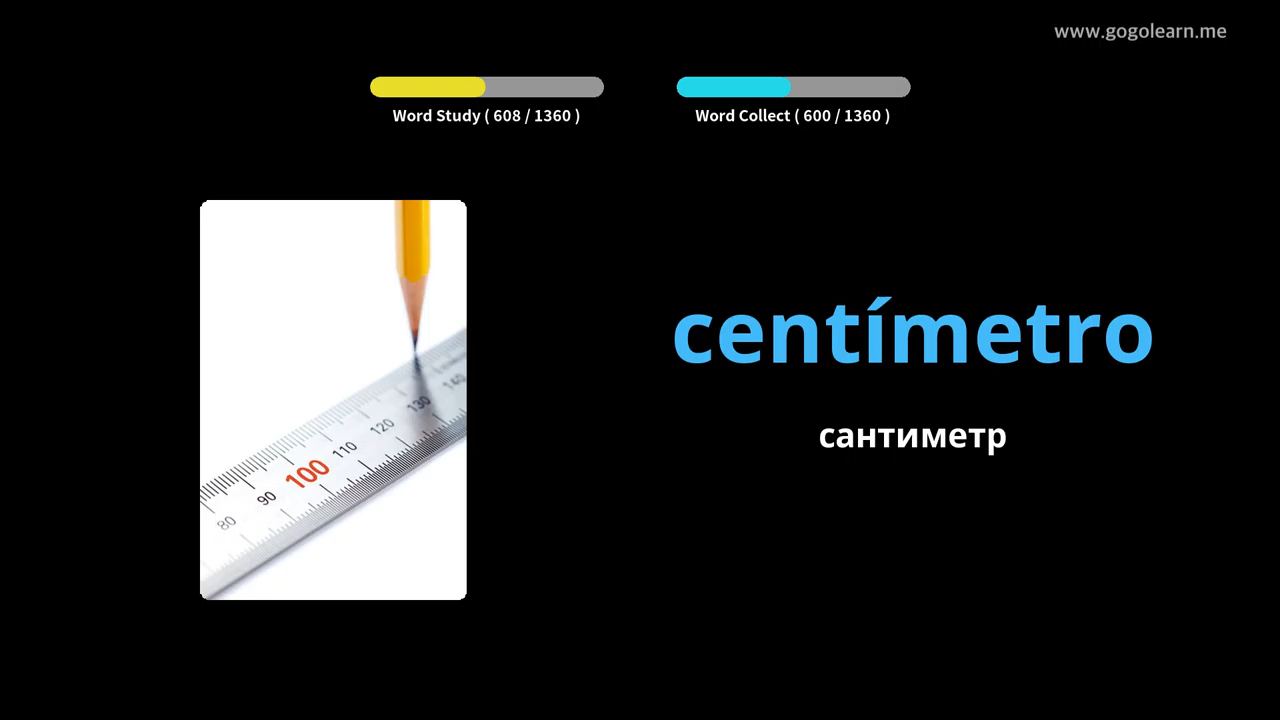 www.gogolearn.me
Word Study ( 608 / 1360 )
Word Collect ( 600 / 1360 )
centímetro
сантиметр
80
90
100
110
120
130
140